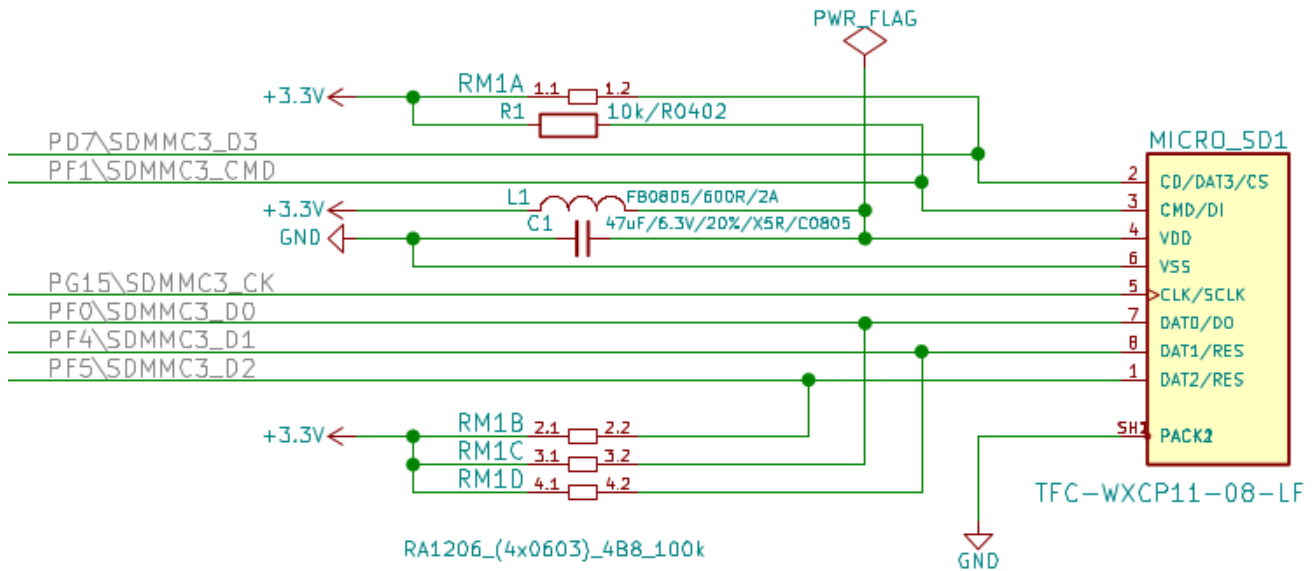 PWR_FLAG
+3.3V RM1A 1.1 1.2
R1 10k/R0402
PD7\SDMMC3_D3
MICRO_SD1
PF1\SDMMC3_CMD
2 CD/DAT3/CS
+3.3V L1 FB0805/600R/2A
3 CMD/DI
GND C1 47uF/6.3V/20%/X5R/C0805
4 VDD
6 VSS
PG15\SDMMC3_CK
5 CLK/SCLK
PF0\SDMMC3_D0
7 DAT0/DO
PF4\SDMMC3_D1
8 DAT1/RES
PF5\SDMMC3_D2
1 DAT2/RES
+3.3V RM1B 2.1 2.2
RM1C 3.1 3.2
RM1D 4.1 4.2
TFC-WXCP11-08-LF
RA1206_(4x0603)_4B8_100k
GND